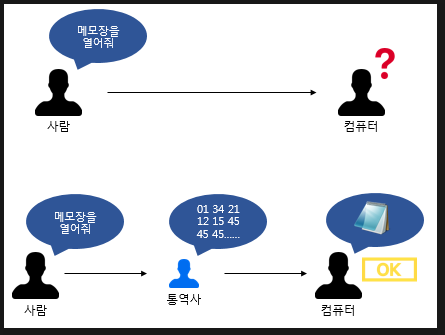 메모장을
열어줘
?
사람
컴퓨터
메모장을
열어줘
01 34 21
12 15 45
45 45......
OK
사람
통역사
컴퓨터